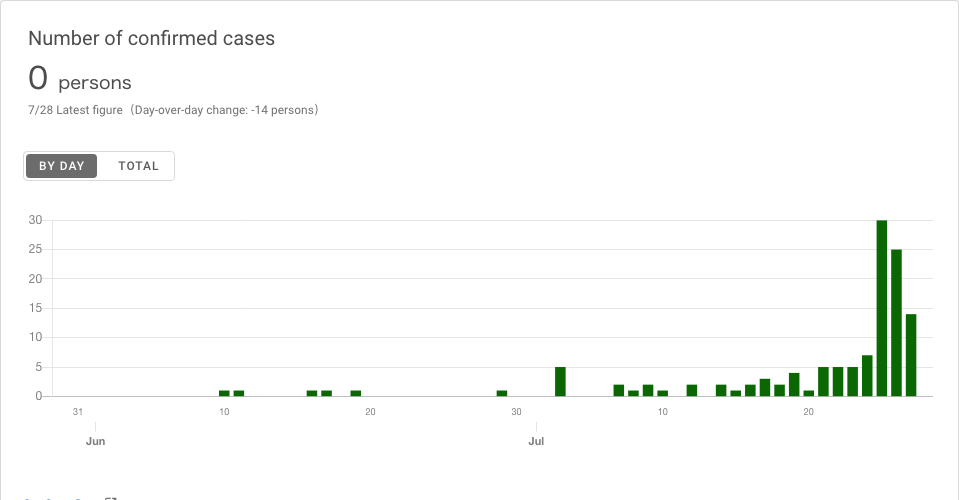 Number of confirmed cases
0 persons
7/28 Latest figure（Day-over-day change: -14 persons）
BY DAY TOTAL
30
25
20
15
10
5
0
31 10 20 30 10 20
Jun Jul